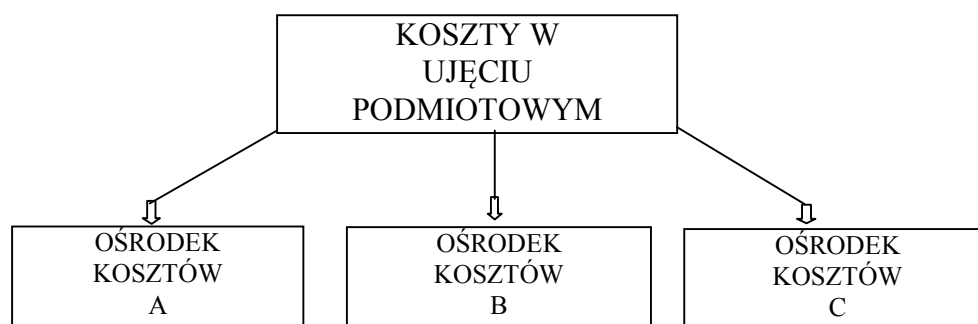 KOSZTY W
UJĘCIU
PODMIOTOWYM
OŚRODEK
KOSZTÓW
A
OŚRODEK
KOSZTÓW
B
OŚRODEK
KOSZTÓW
C